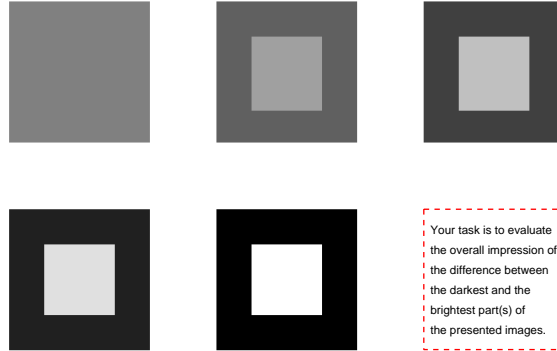 Your task is to evaluate
the overall impression of
the difference between
the darkest and the
brightest part(s) of
the presented images.